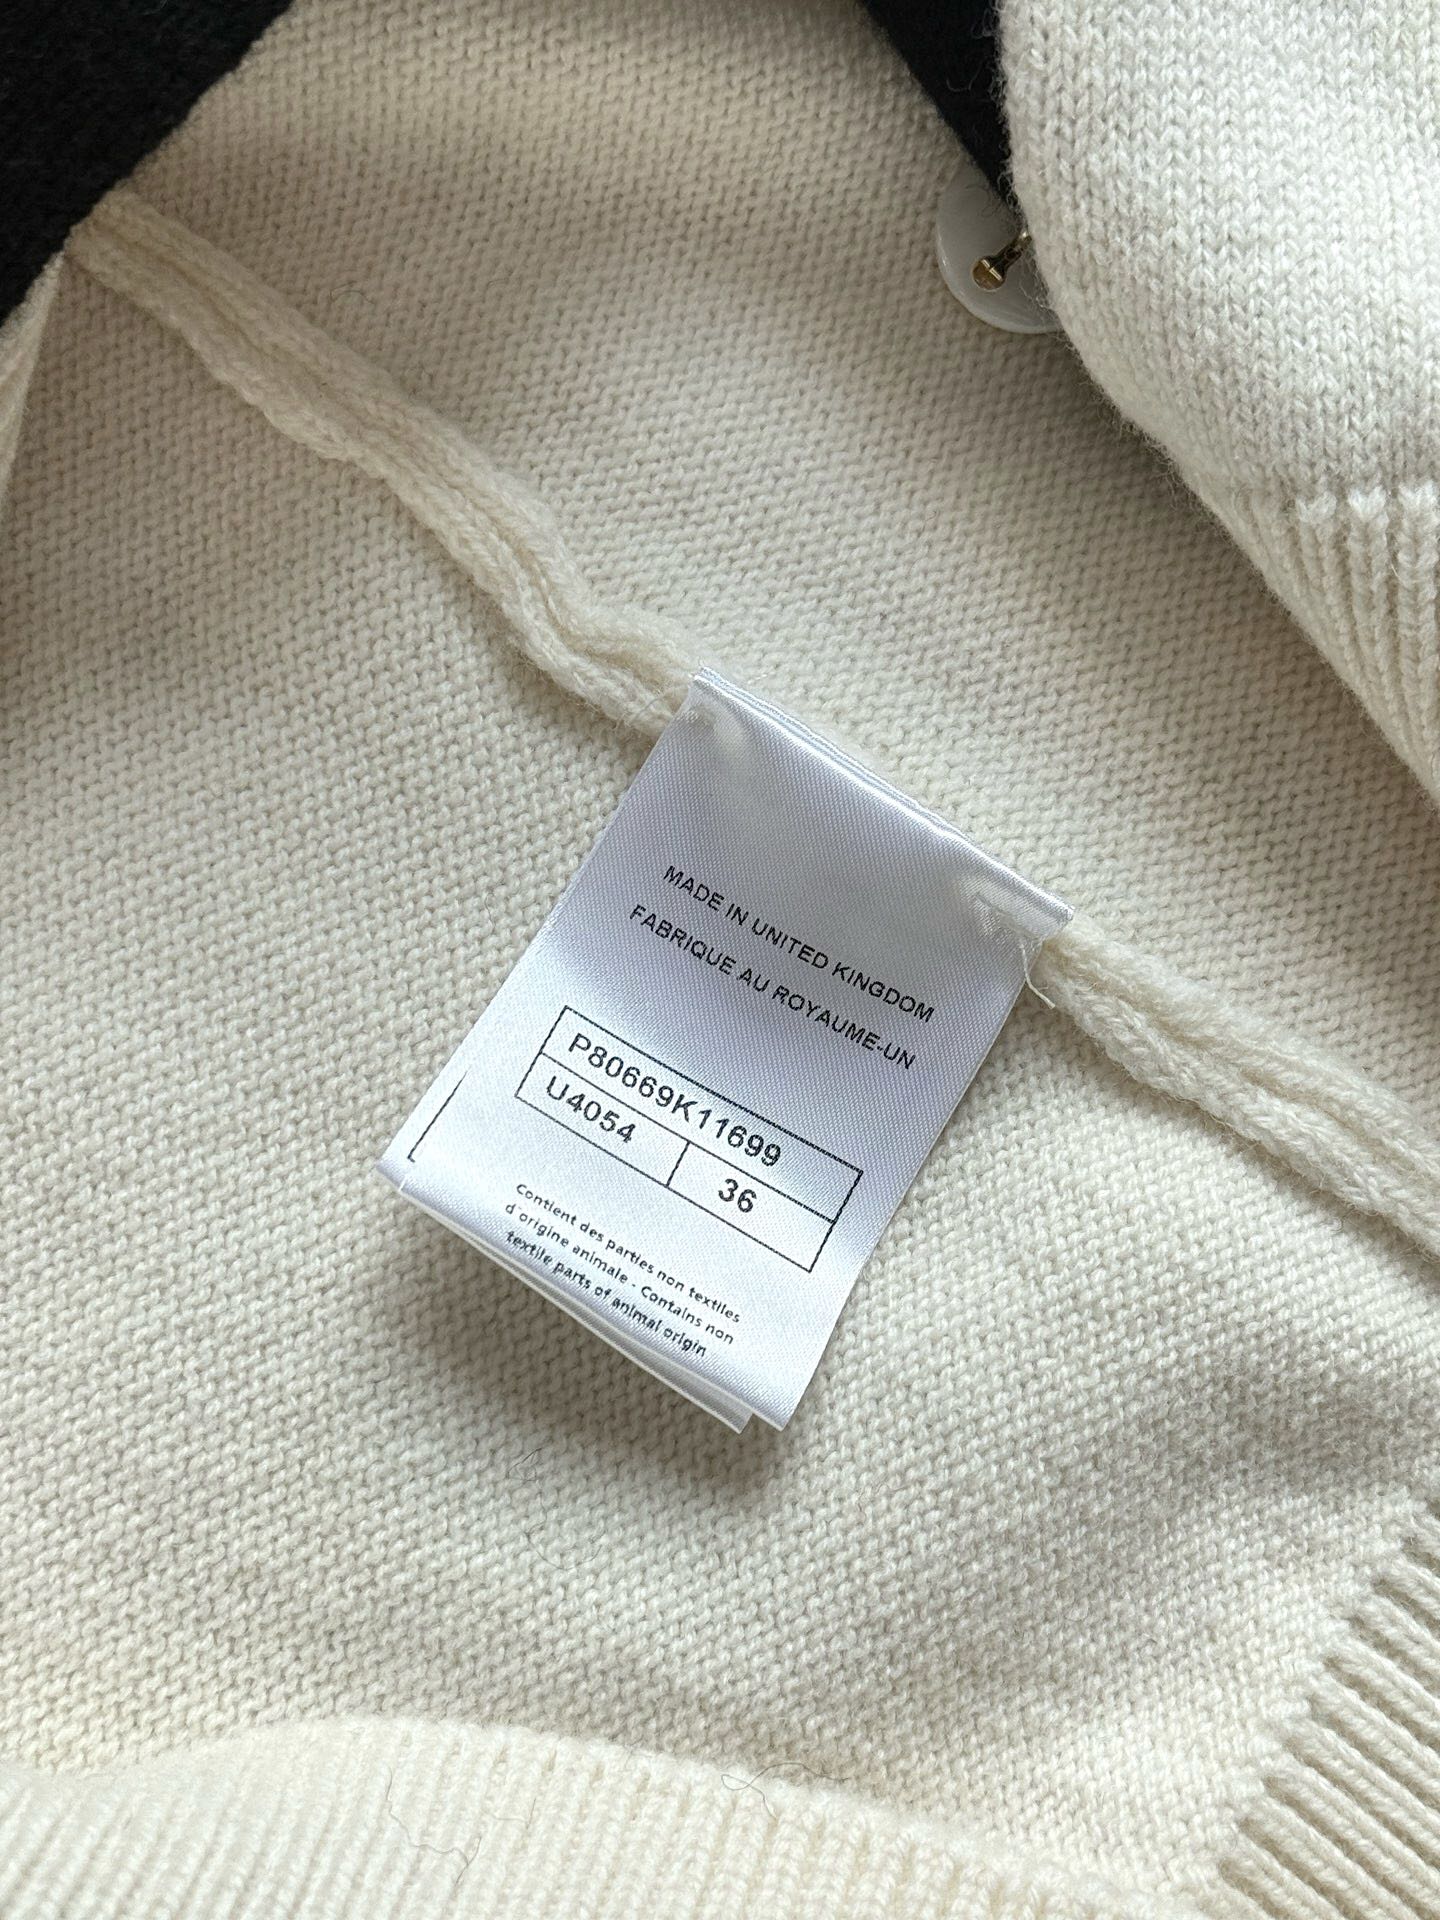 MADE IN UNITED KINGDOM
FABRIQUE AU ROYAUME-UN
P80669K11699
U4054 36
Contient des parties non textiles
d'origine animale - Contains non
textile parts of animal origin